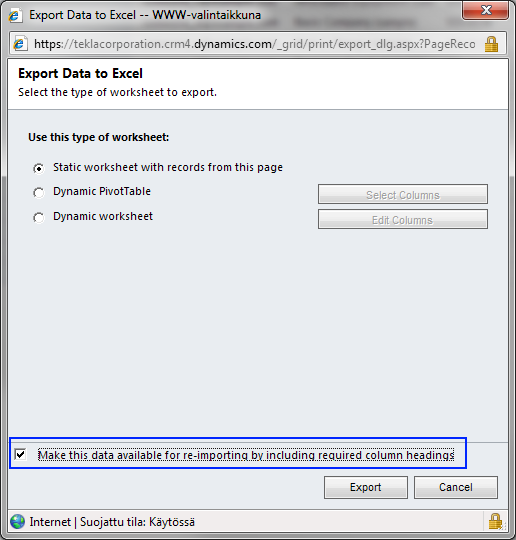 Export Data to Excel -- WWW-valintaikkuna
https://teklacorporation.crm4.dynamics.com/_grid/print/export_dlg.aspx?PageReco
Export Data to Excel
Select the type of worksheet to export.
Use this type of worksheet:
Static worksheet with records from this page
Dynamic PivotTable
Select Columns
Dynamic worksheet
Edit Columns
Make this data available for re-importing by including required column headings
Export
Cancel
Internet | Suojattu tila: Käytössä